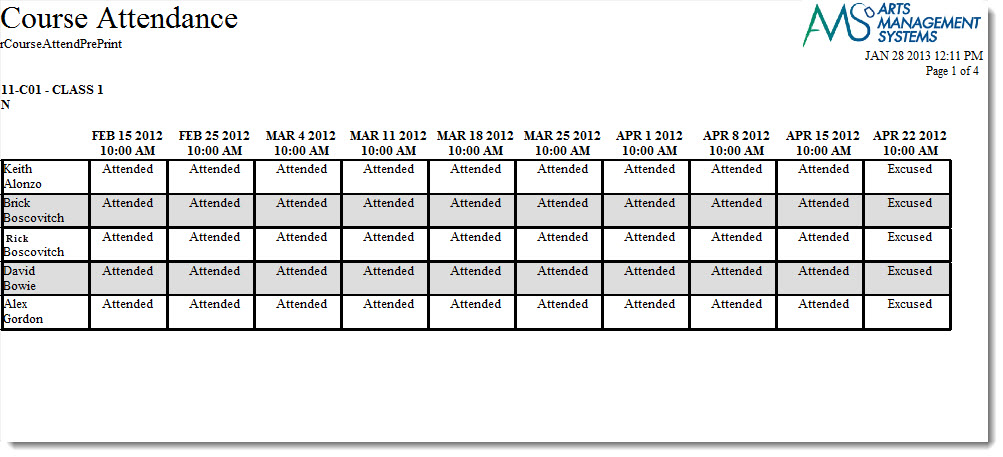 Course Attendance
rCourseAttendPrePrint
AMS ARTS
MANAGEMENT
SYSTEMS
JAN 28 2013 12:11 PM
Page 1 of 4
11-C01 - CLASS 1
N
FEB 15 2012 FEB 25 2012 MAR 4 2012 MAR 11 2012 MAR 18 2012 MAR 25 2012 APR 1 2012 APR 8 2012 APR 15 2012 APR 22 2012
10:00 AM 10:00 AM 10:00 AM 10:00 AM 10:00 AM 10:00 AM 10:00 AM 10:00 AM 10:00 AM 10:00 AM
Keith Attended Attended Attended Attended Attended Attended Attended Attended Attended Excused
Alonzo
Brick Attended Attended Attended Attended Attended Attended Attended Attended Attended Excused
Boscovitch
Rick Attended Attended Attended Attended Attended Attended Attended Attended Attended Excused
Boscovitch
David Attended Attended Attended Attended Attended Attended Attended Attended Attended Excused
Bowie
Alex Attended Attended Attended Attended Attended Attended Attended Attended Attended Excused
Gordon